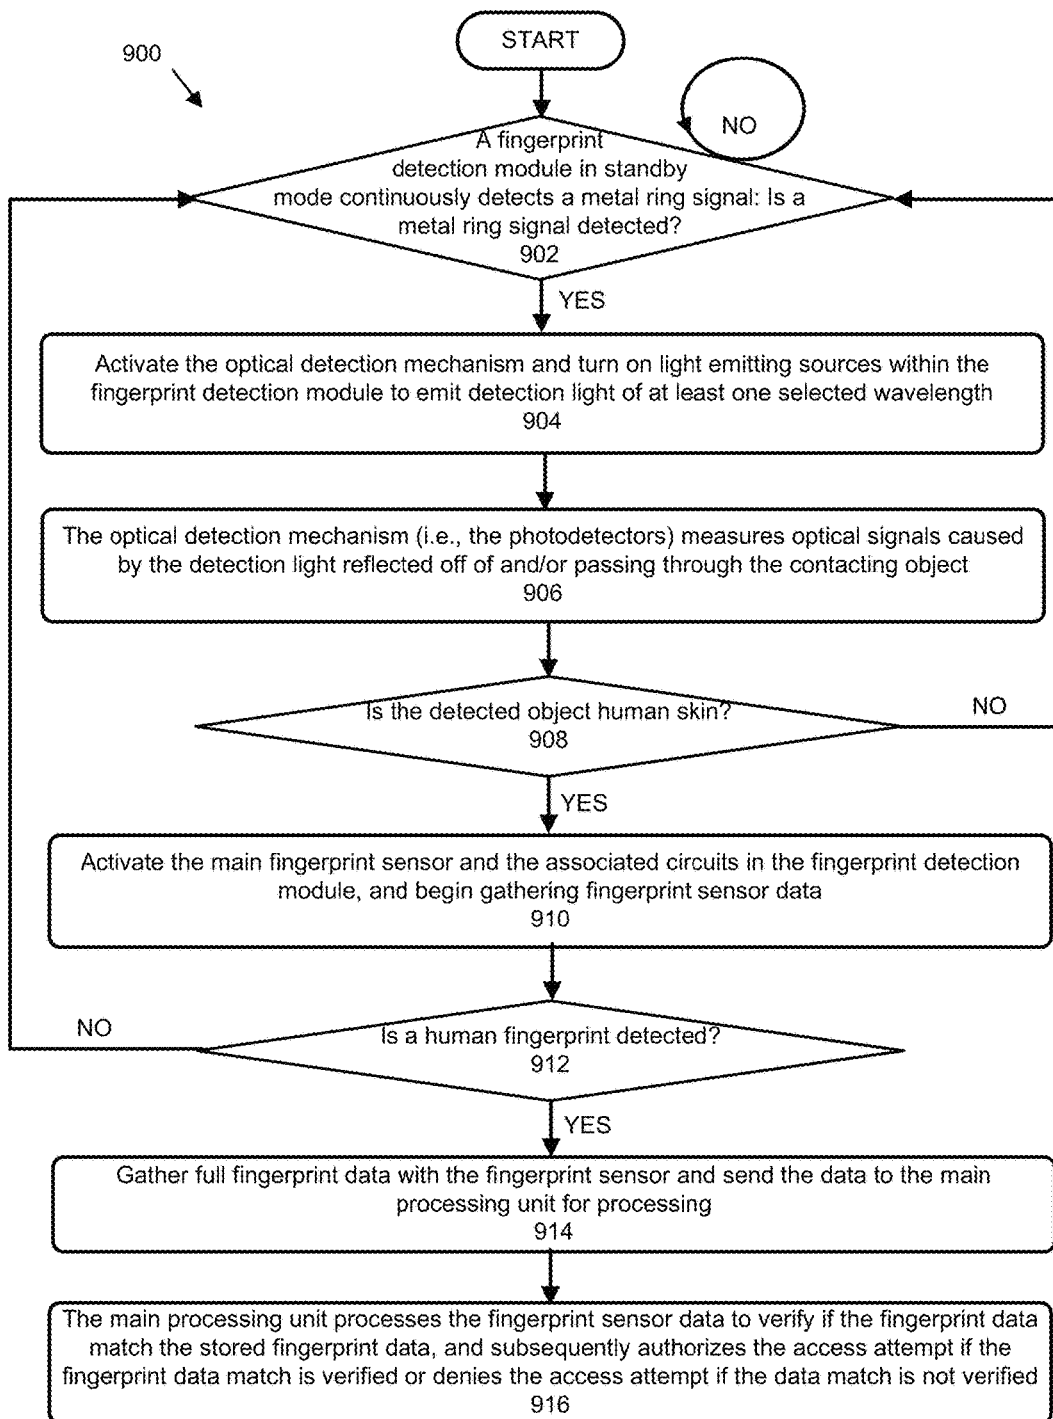 START
900
NO
A fingerprint
detection module in standby
mode continuously detects a metal ring signal: Is a
metal ring signal detected?
902
YES
Activate the optical detection mechanism and turn on light emitting sources within the
fingerprint detection module to emit detection light of at least one selected wavelength
904
The optical detection mechanism (i.e., the photodetectors) measures optical signals caused
by the detection light reflected off of and/or passing through the contacting object
906
Is the detected object human skin?
908
NO
YES
Activate the main fingerprint sensor and the associated circuits in the fingerprint detection
module, and begin gathering fingerprint sensor data
910
NO
Is a human fingerprint detected?
912
YES
Gather full fingerprint data with the fingerprint sensor and send the data to the main
processing unit for processing
914
The main processing unit processes the fingerprint sensor data to verify if the fingerprint data
match the stored fingerprint data, and subsequently authorizes the access attempt if the
fingerprint data match is verified or denies the access attempt if the data match is not verified
916